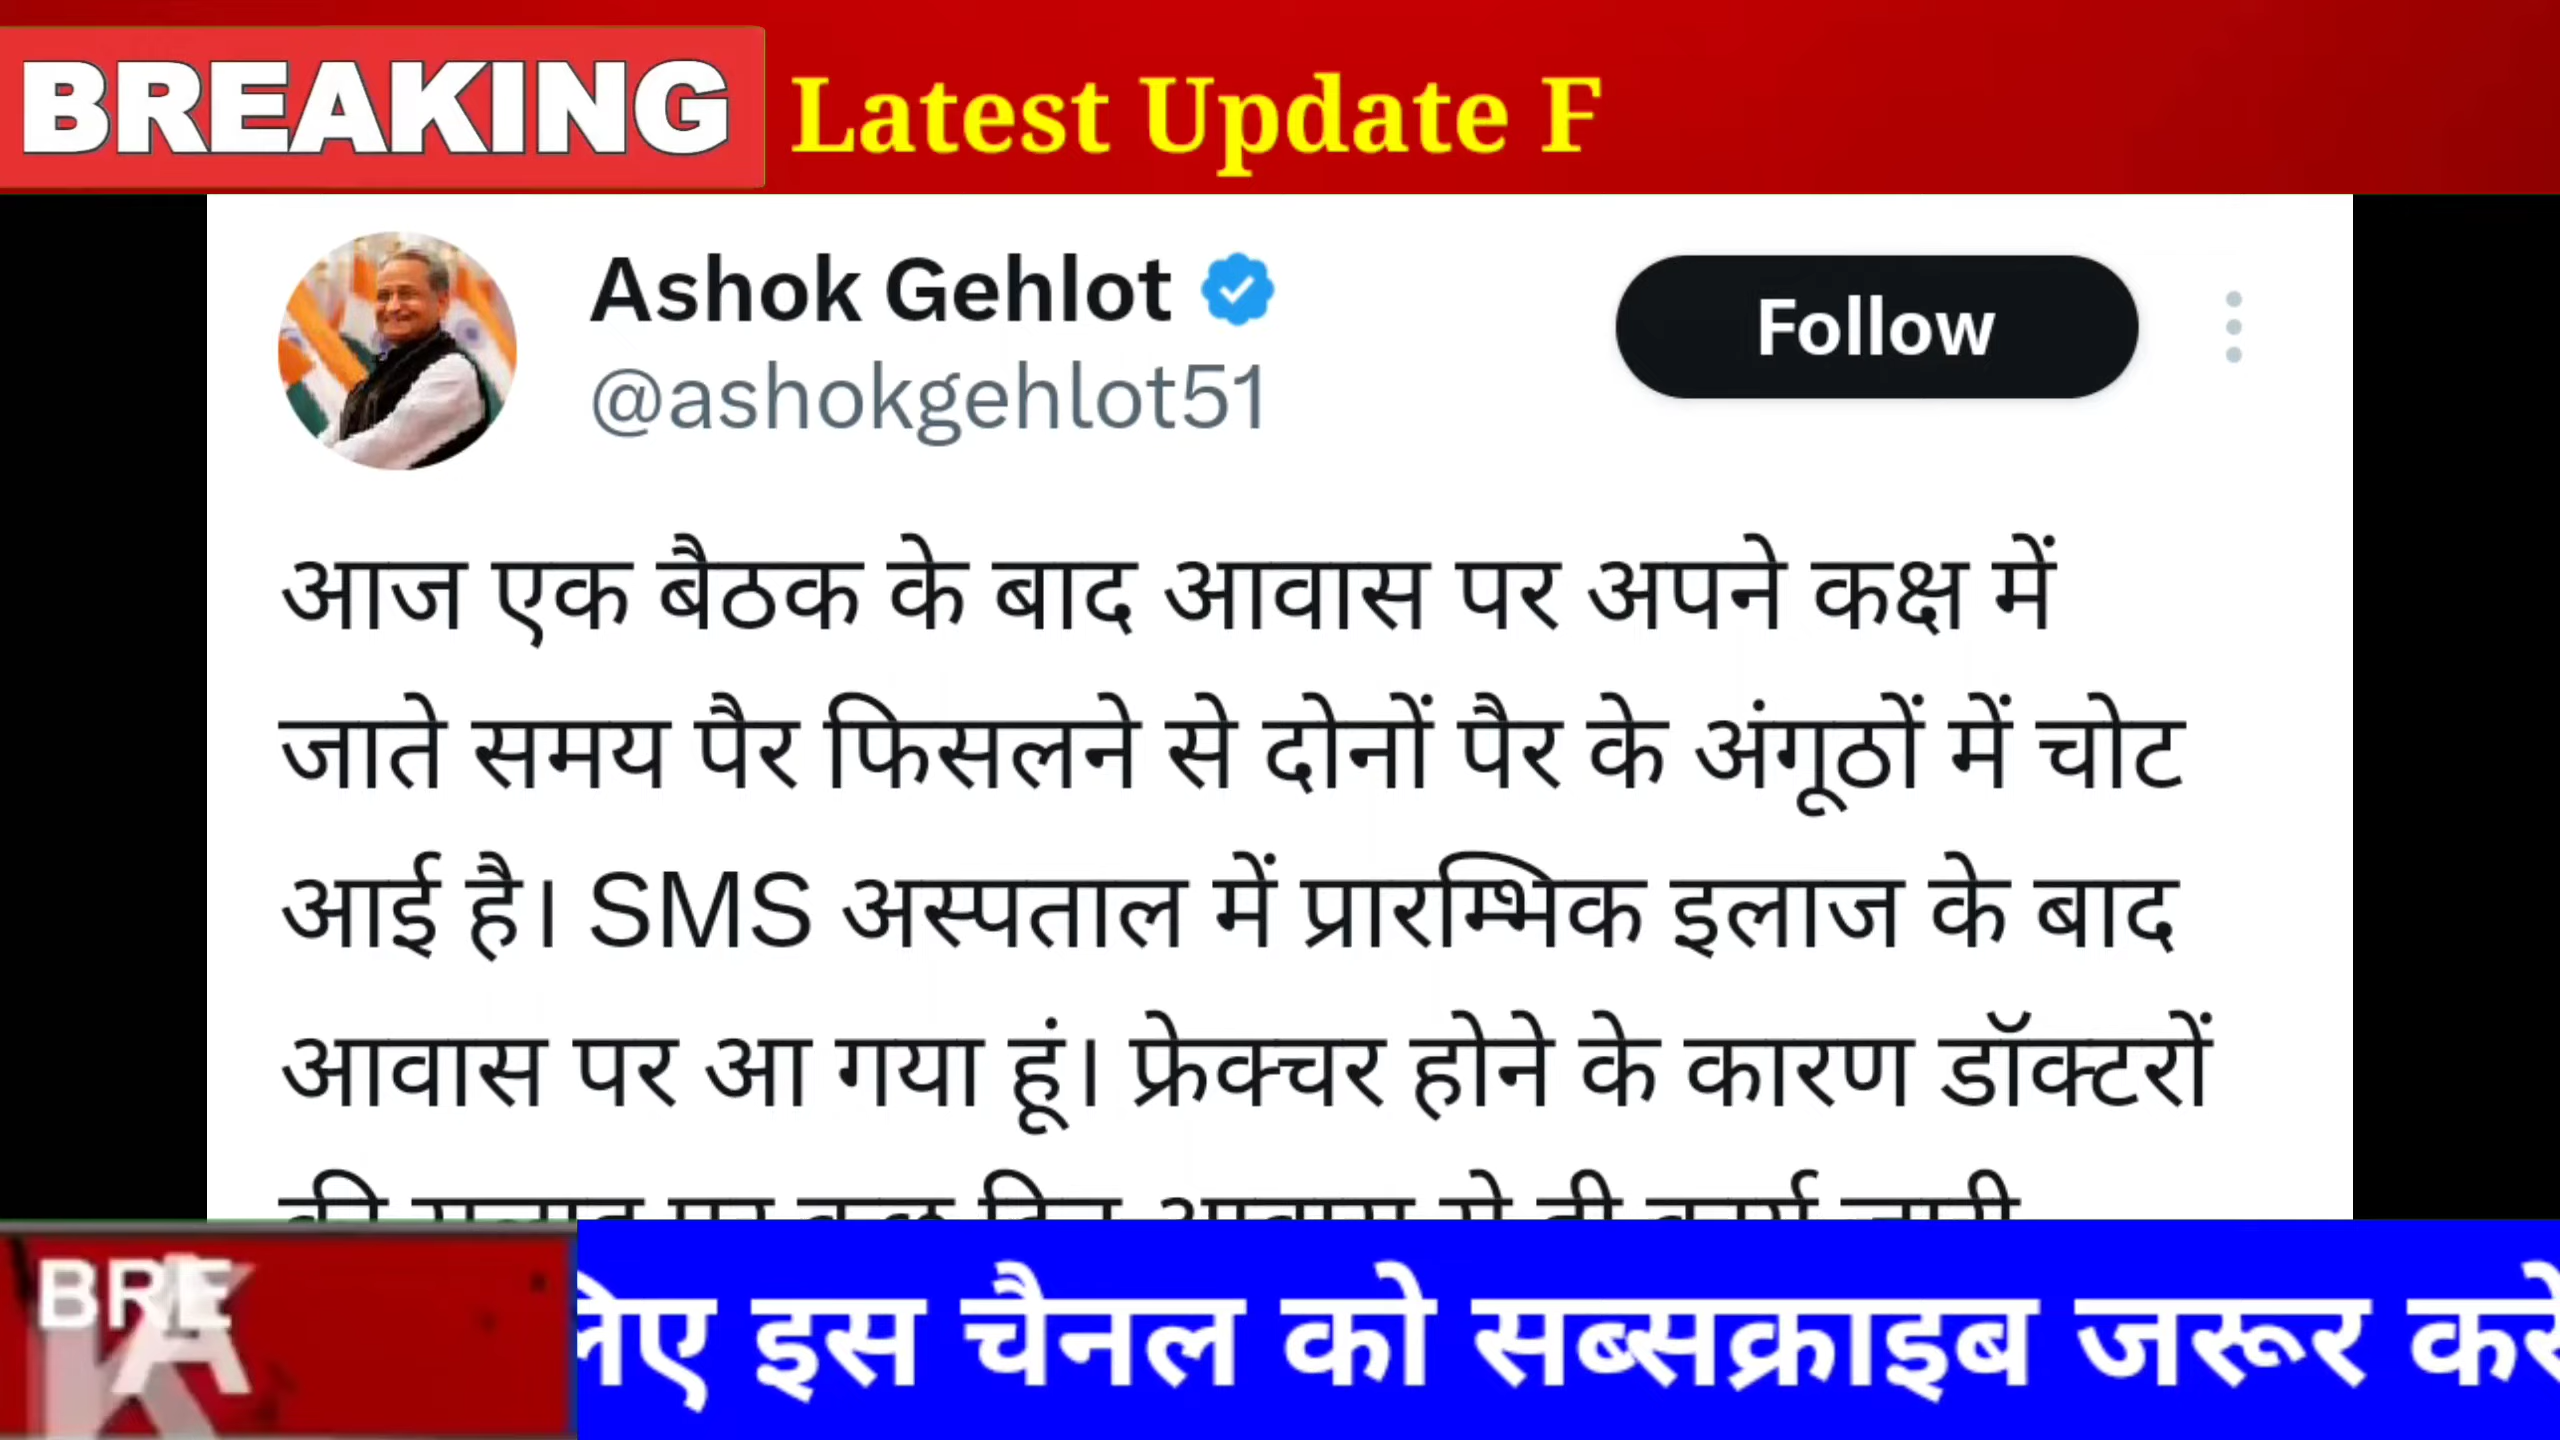 BREAKING Latest Update F
Ashok Gehlot
@ashokgehlot51
Follow
आज एक बैठक के बाद आवास पर अपने कक्ष में
जाते समय पैर फिसलने से दोनों पैर के अंगूठों में चोट
आई है। SMS अस्पताल में प्रारम्भिक इलाज के बाद
आवास पर आ गया हूं। फ्रेक्चर होने के कारण डॉक्टरों
BREAK
इस चैनल को सब्सक्राइब जरूर